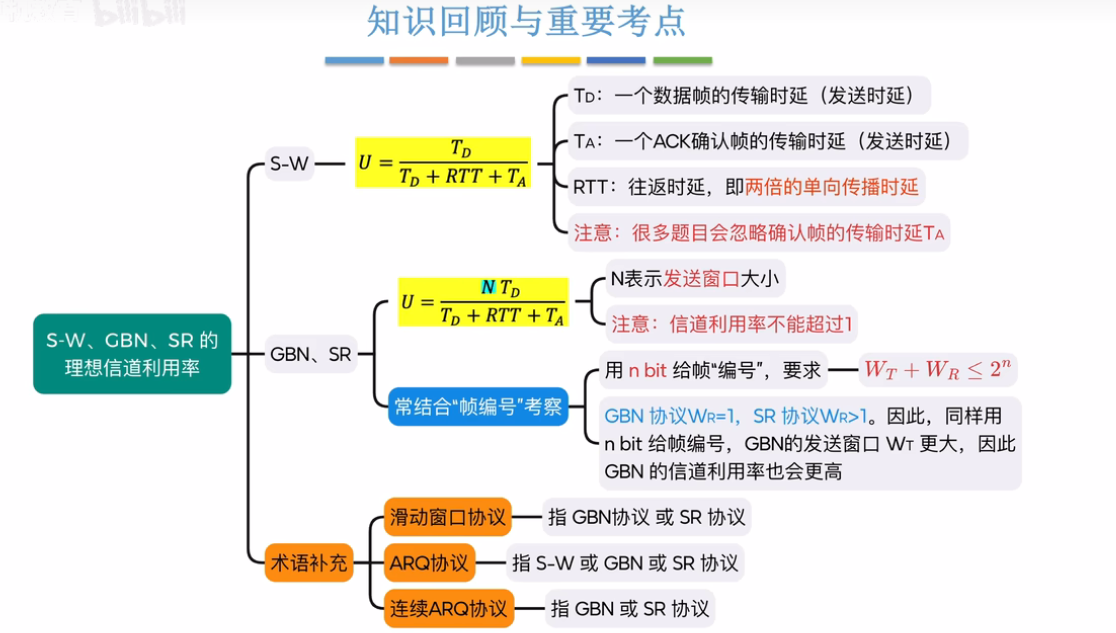 bilibili
知识回顾与重要考点
S-W、GBN、SR 的
理想信道利用率
S-W
U = T_D / (T_D + RTT + T_A)
TD：一个数据帧的传输时延（发送时延）
TA：一个ACK确认帧的传输时延（发送时延）
RTT：往返时延，即两倍的单向传播时延
注意：很多题目会忽略确认帧的传输时延TA
GBN、SR
U = N T_D / (T_D + RTT + T_A)
N表示发送窗口大小
注意：信道利用率不能超过1
常结合“帧编号”考察
用 n bit 给帧“编号”，要求
W_T + W_R ≤ 2^n
GBN 协议WR=1，SR 协议WR>1。因此，同样用
n bit 给帧编号，GBN的发送窗口 WT 更大，因此
GBN 的信道利用率也会更高
术语补充
滑动窗口协议
指 GBN协议 或 SR 协议
ARQ协议
指 S-W 或 GBN 或 SR 协议
连续ARQ协议
指 GBN 或 SR 协议